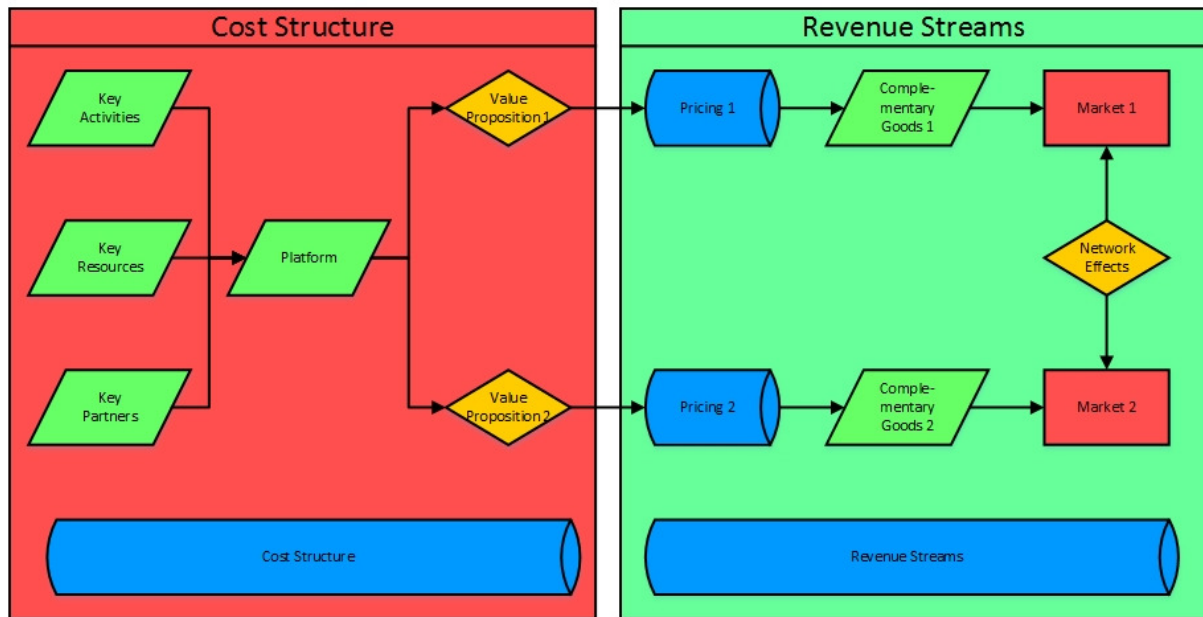 Cost Structure
Key
Activities
Key
Resources
Key
Partners
Platform
Value
Proposition 1
Value
Proposition 2
Cost Structure
Revenue Streams
Pricing 1
Comple-
mentary
Goods 1
Market 1
Network
Effects
Pricing 2
Comple-
mentary
Goods 2
Market 2
Revenue Streams